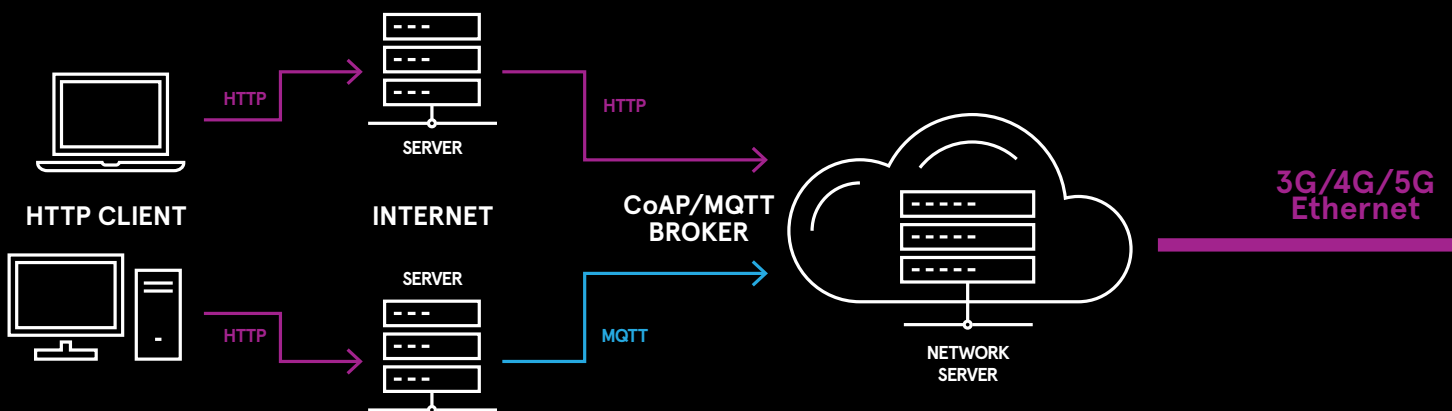 HTTP
SERVER
HTTP
HTTP CLIENT
INTERNET
CoAP/MQTT
BROKER
3G/4G/5G
Ethernet
SERVER
HTTP
MQTT
NETWORK
SERVER